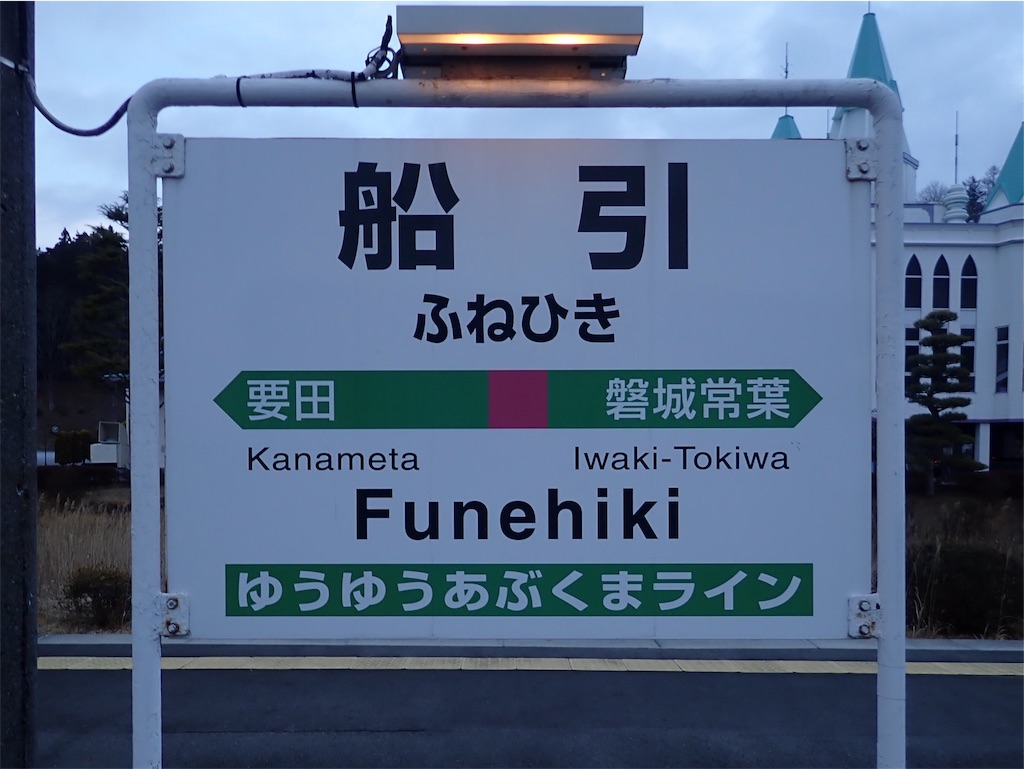 船引
ふねひき
要田 磐城常葉
Kanameta Iwaki-Tokiwa
Funehiki
ゆうゆうあぶくまライン